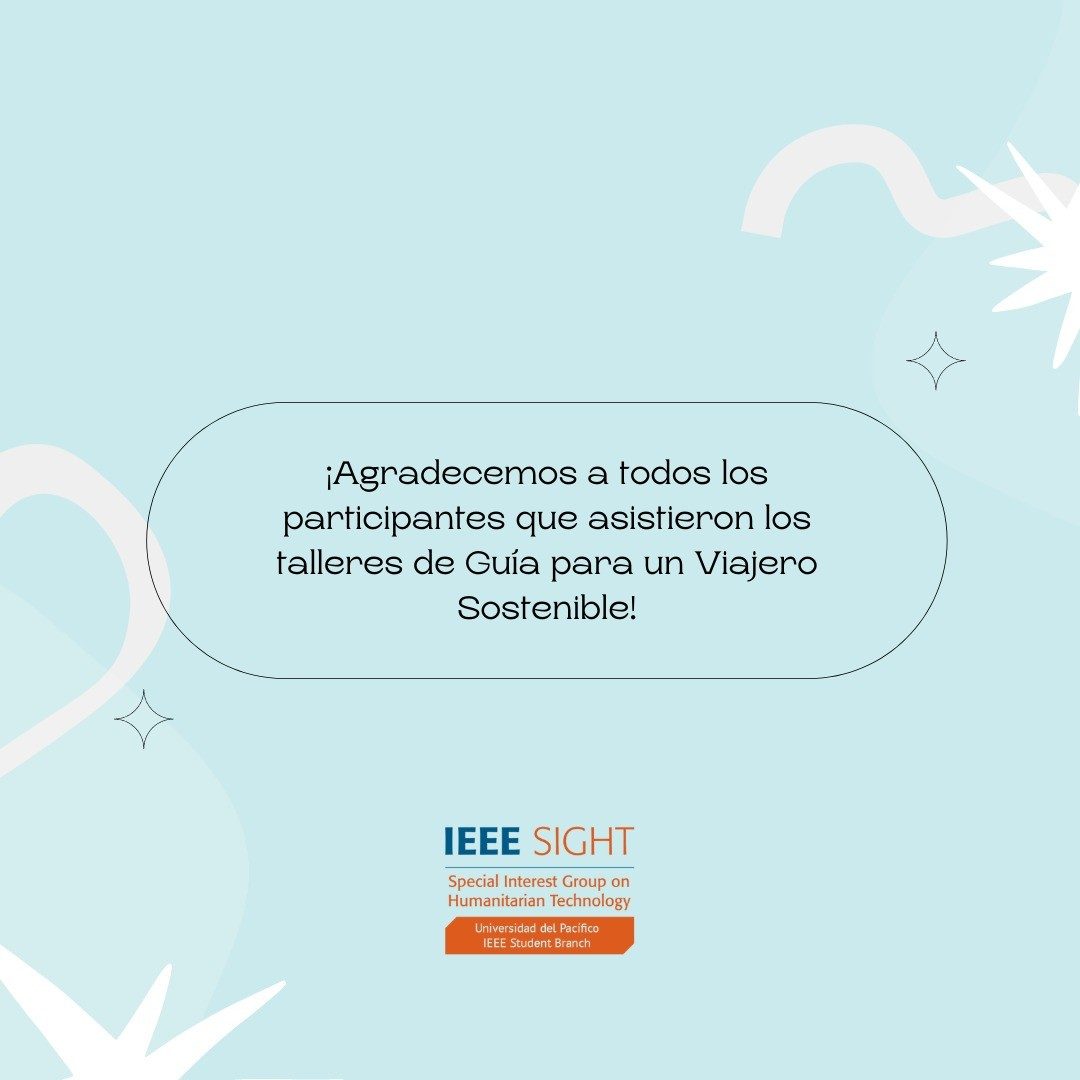 ¡Agradecemos a todos los
participantes que asistieron los
talleres de Guía para un Viajero
Sostenible!
IEEE SIGHT
Special Interest Group on
Humanitarian Technology
Universidad del Pacífico
IEEE Student Branch